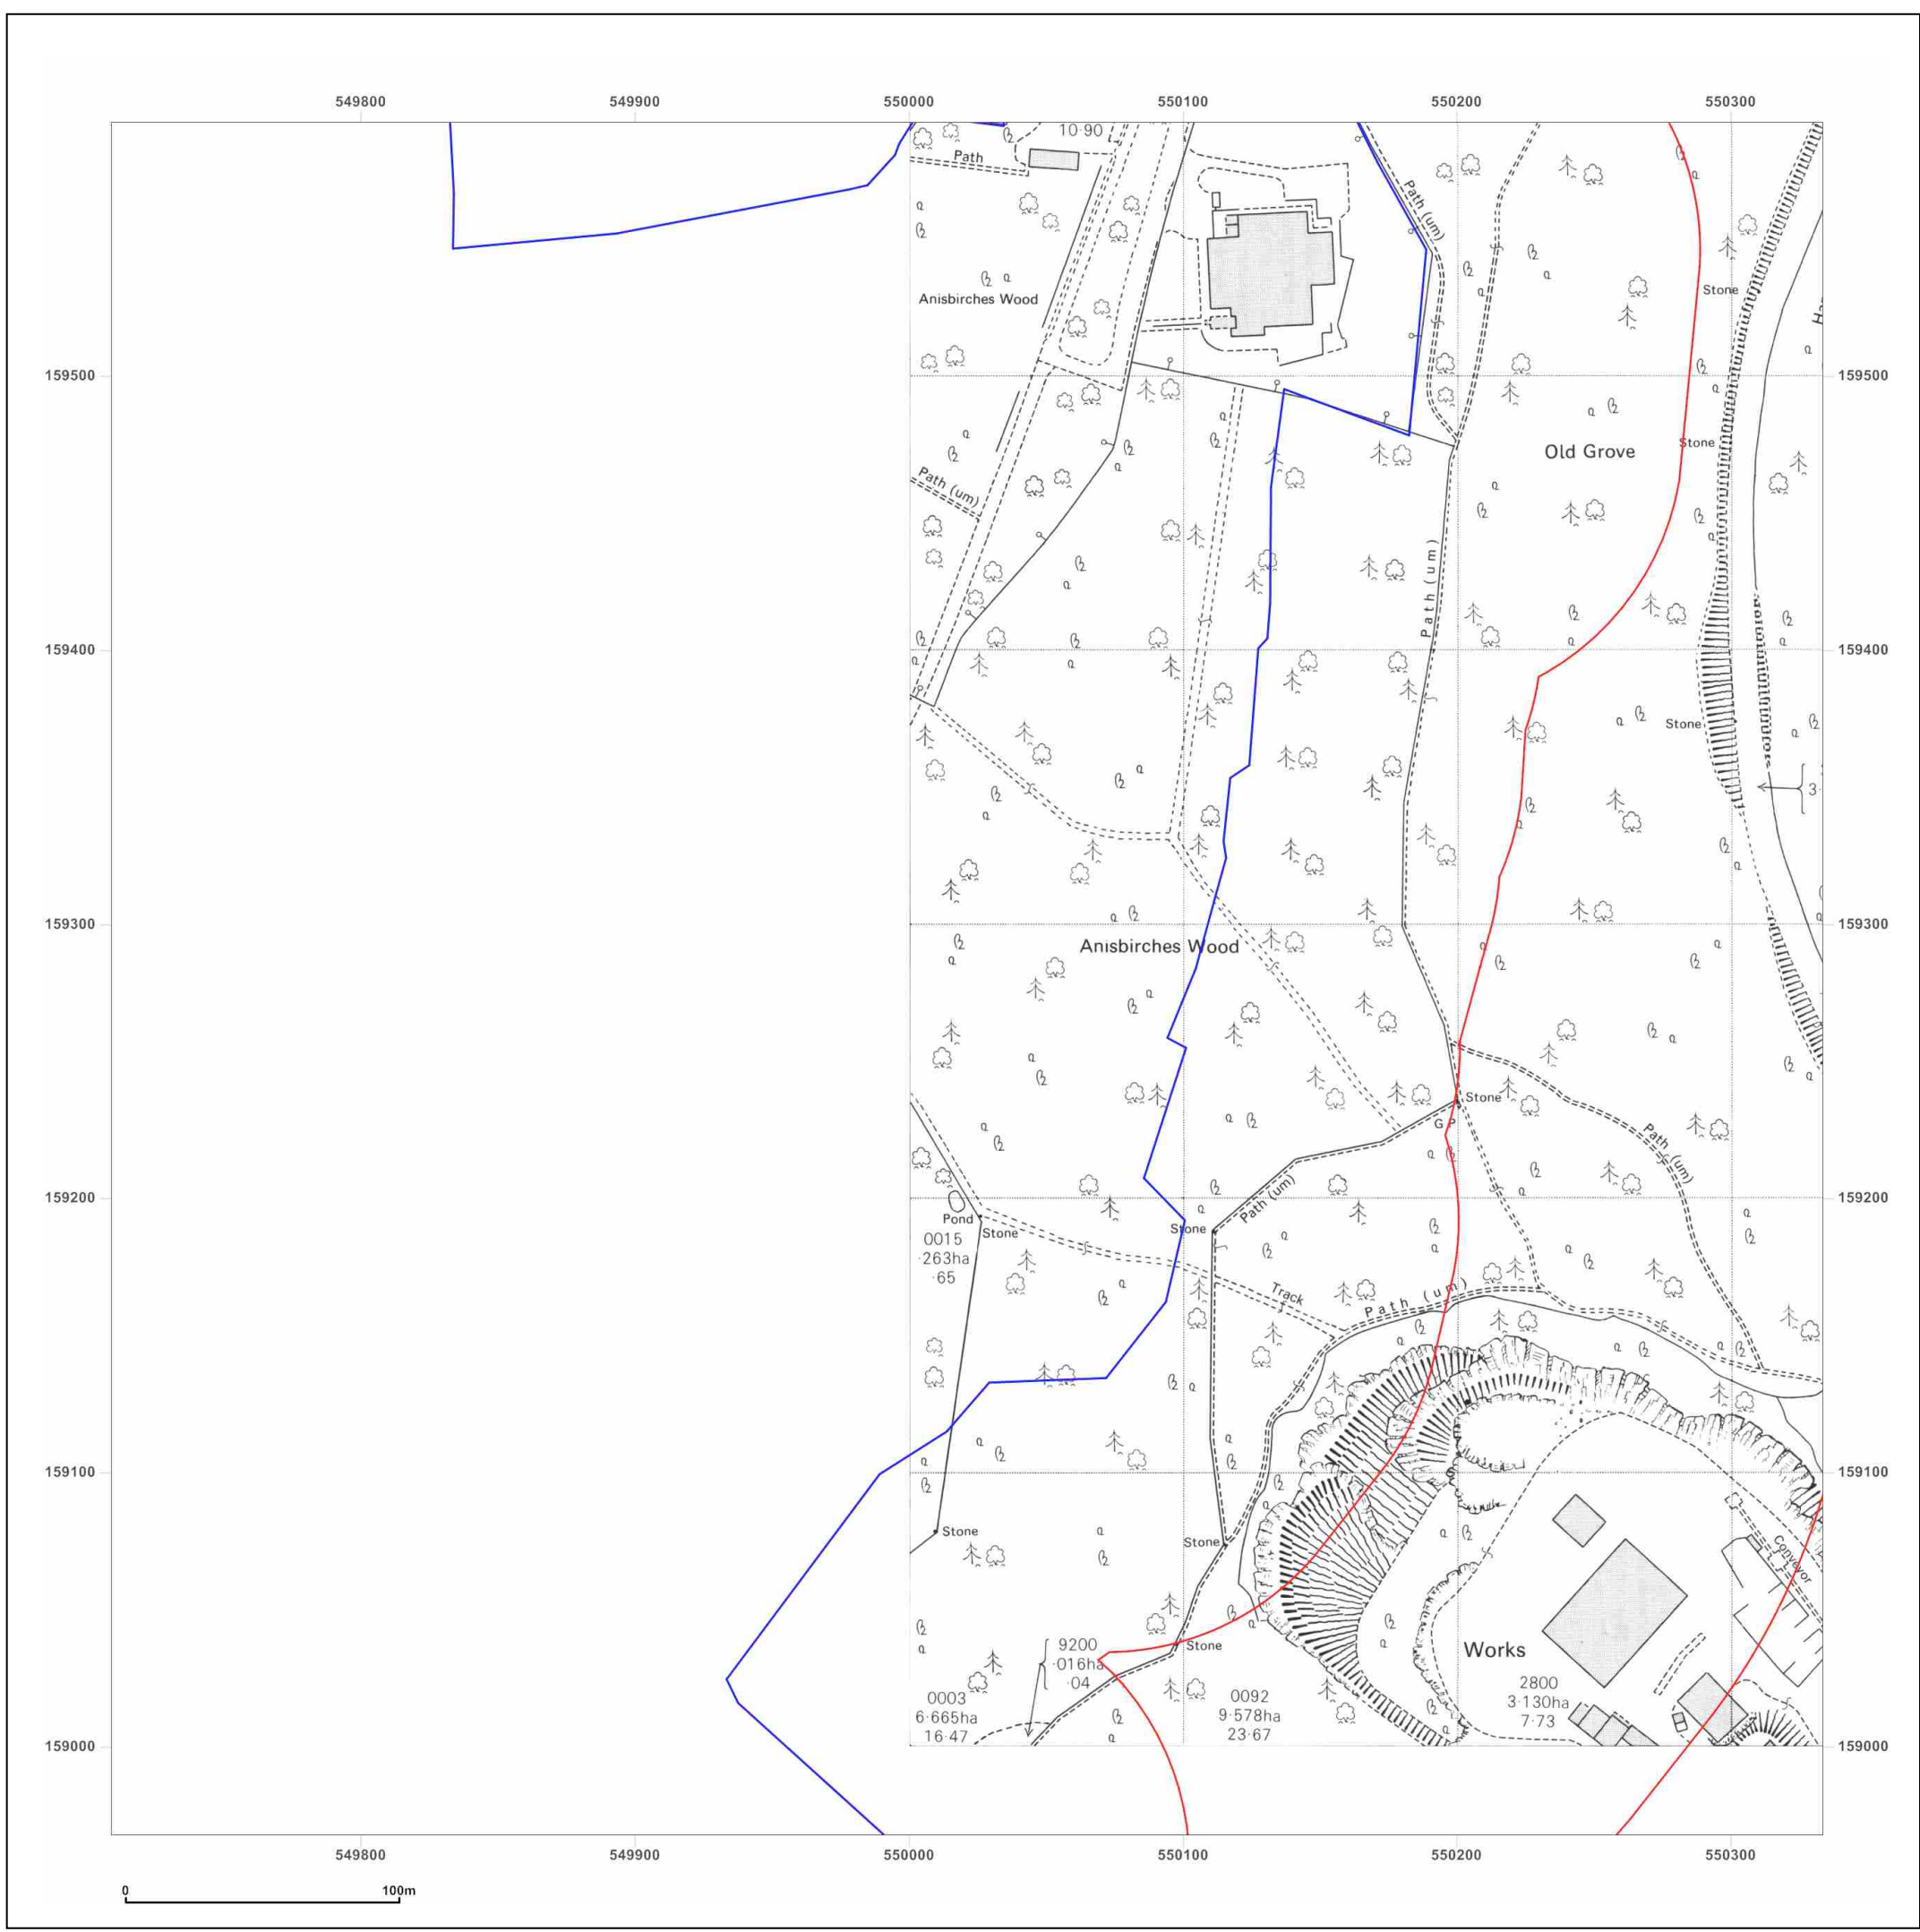 549800
549900
550000
550100
550200
550300
10·90
Path
Path (um)
Anisbirches Wood
Stone
159500
159500
Stone
Old Grove
Path (um)
Path (um)
159400
159400
Stone
3·
159300
159300
Anisbirches Wood
Stone
G P
Path (um)
159200
159200
Path (um)
Pond
Stone
Stone
0015
·263ha
·65
Track
Path (um)
159100
159100
Stone
Stone
Conveyor
9200
·016ha
·04
Stone
Works
0003
6·665ha
16·47
0092
9·578ha
23·67
2800
3·130ha
7·73
159000
159000
549800
549900
550000
550100
550200
550300
0
100m